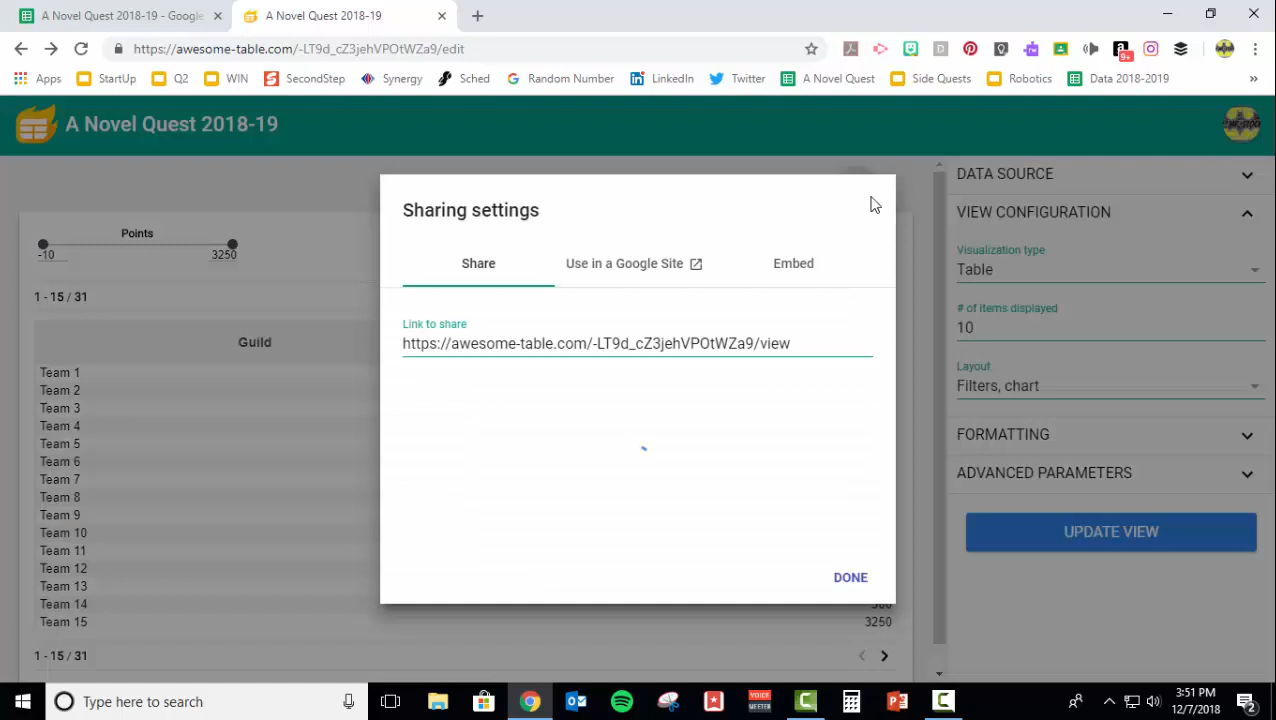 A Novel Quest 2018-19 - Google
A Novel Quest 2018-19
https://awesome-table.com/-LT9d_cZ3jehVPOtWZa9/edit
9+
Apps
StartUp
Q2
WIN
SecondStep
Synergy
Sched
Random Number
LinkedIn
Twitter
A Novel Quest
Side Quests
Robotics
Data 2018-2019
»
A Novel Quest 2018-19
Points
-10
3250
1 - 15 / 31
Guild
Team 1
Team 2
Team 3
Team 4
Team 5
Team 6
Team 7
Team 8
Team 9
Team 10
Team 11
Team 12
Team 13
Team 14
Team 15
3250
1 - 15 / 31
Sharing settings
Share
Use in a Google Site
Embed
Link to share
https://awesome-table.com/-LT9d_cZ3jehVPOtWZa9/view
DONE
DATA SOURCE
VIEW CONFIGURATION
Visualization type
Table
# of items displayed
10
Layout
Filters, chart
FORMATTING
ADVANCED PARAMETERS
UPDATE VIEW
Type here to search
VOICE
MEETER
3:51 PM
12/7/2018
2